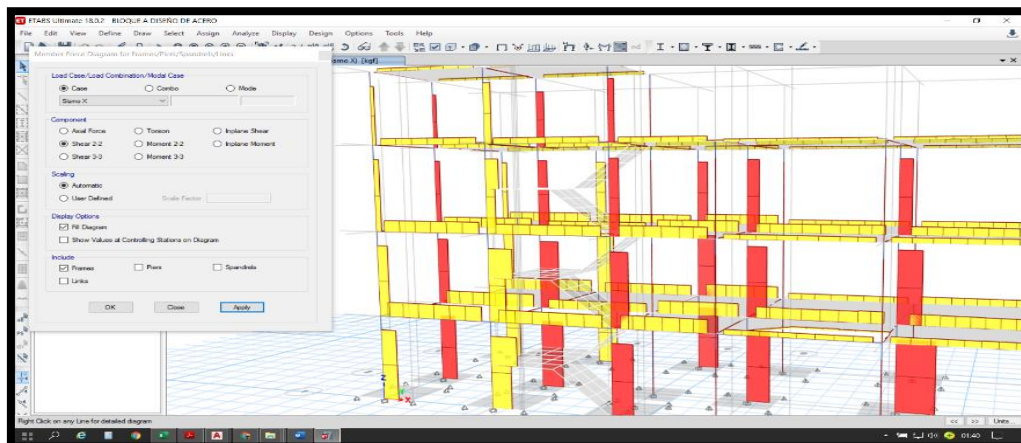 ETABS Ultimate 18.0.2 BLOQUE A DISEÑO DE ACERO
File Edit View Define Draw Select Assign Analyze Display Design Options Tools Help
Member Force Diagram for Frames/Piers/Spandrels/Links
ismo X) [kgf]
Load Case/Load Combination/Modal Case
Case Combo Mode
Sismo X
Component
Axial Force Torsion Inplane Shear
Shear 2-2 Moment 2-2 Inplane Moment
Shear 3-3 Moment 3-3
Scaling
Automatic
User Defined Scale Factor
Display Options
Fill Diagram
Show Values at Controlling Stations on Diagram
Include
Frames Piers Spandrels
Links
OK Close Apply
Z
X
Right Click on any Line for detailed diagram << >> Units...
01:40